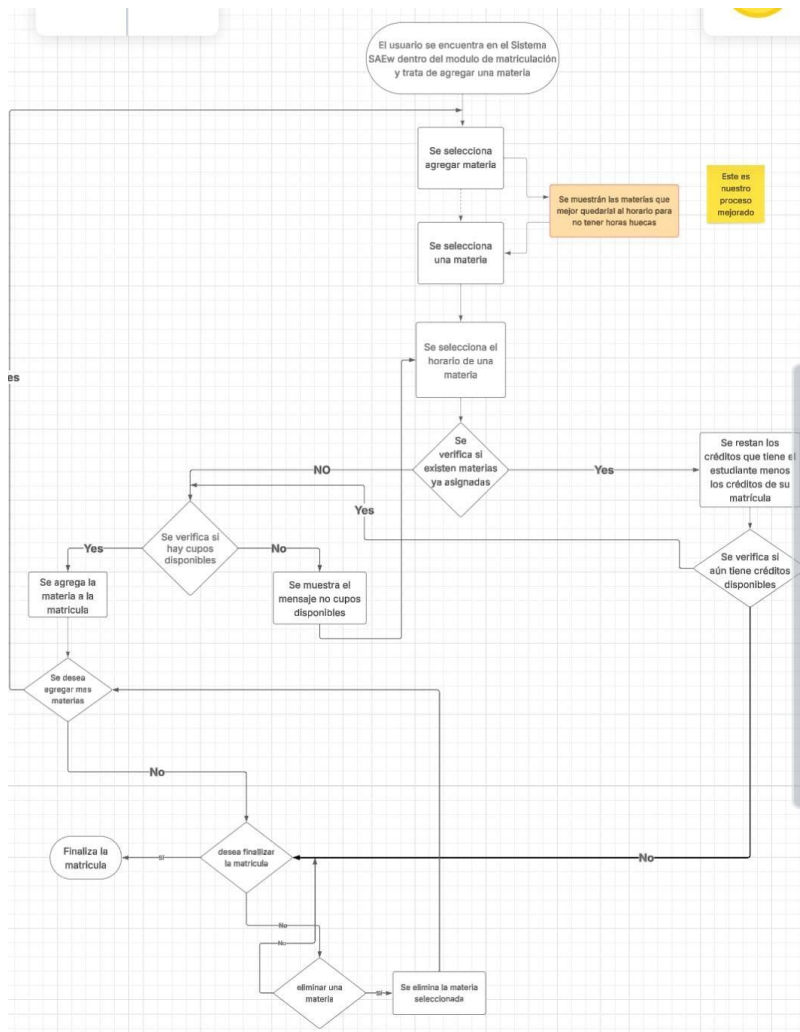 El usuario se encuentra en el Sistema
SAEw dentro del modulo de matriculación
y trata de agregar una materia
Se selecciona
agregar materia
Se muestrán las materias que
mejor quedarial al horario para
no tener horas huecas
Este es
nuestro
proceso
mejorado
Se selecciona
una materia
Se selecciona el
horario de una
materia
es
Se
verifica si
existen materias
ya asignadas
NO
Yes
Se restan los
créditos que tiene el
estudiante menos
los créditos de su
matrícula
Yes
Se verifica si
hay cupos
disponibles
Yes
No
Se verifica si
aún tiene créditos
disponibles
Se agrega la
materia a la
matricula
Se muestra el
mensaje no cupos
disponibles
Se desea
agregar mas
materias
No
Finaliza la
matricula
SI
desea finallizar
la matricula
No
No
No
eliminar una
materia
SI
Se elimina la materia
seleccionada